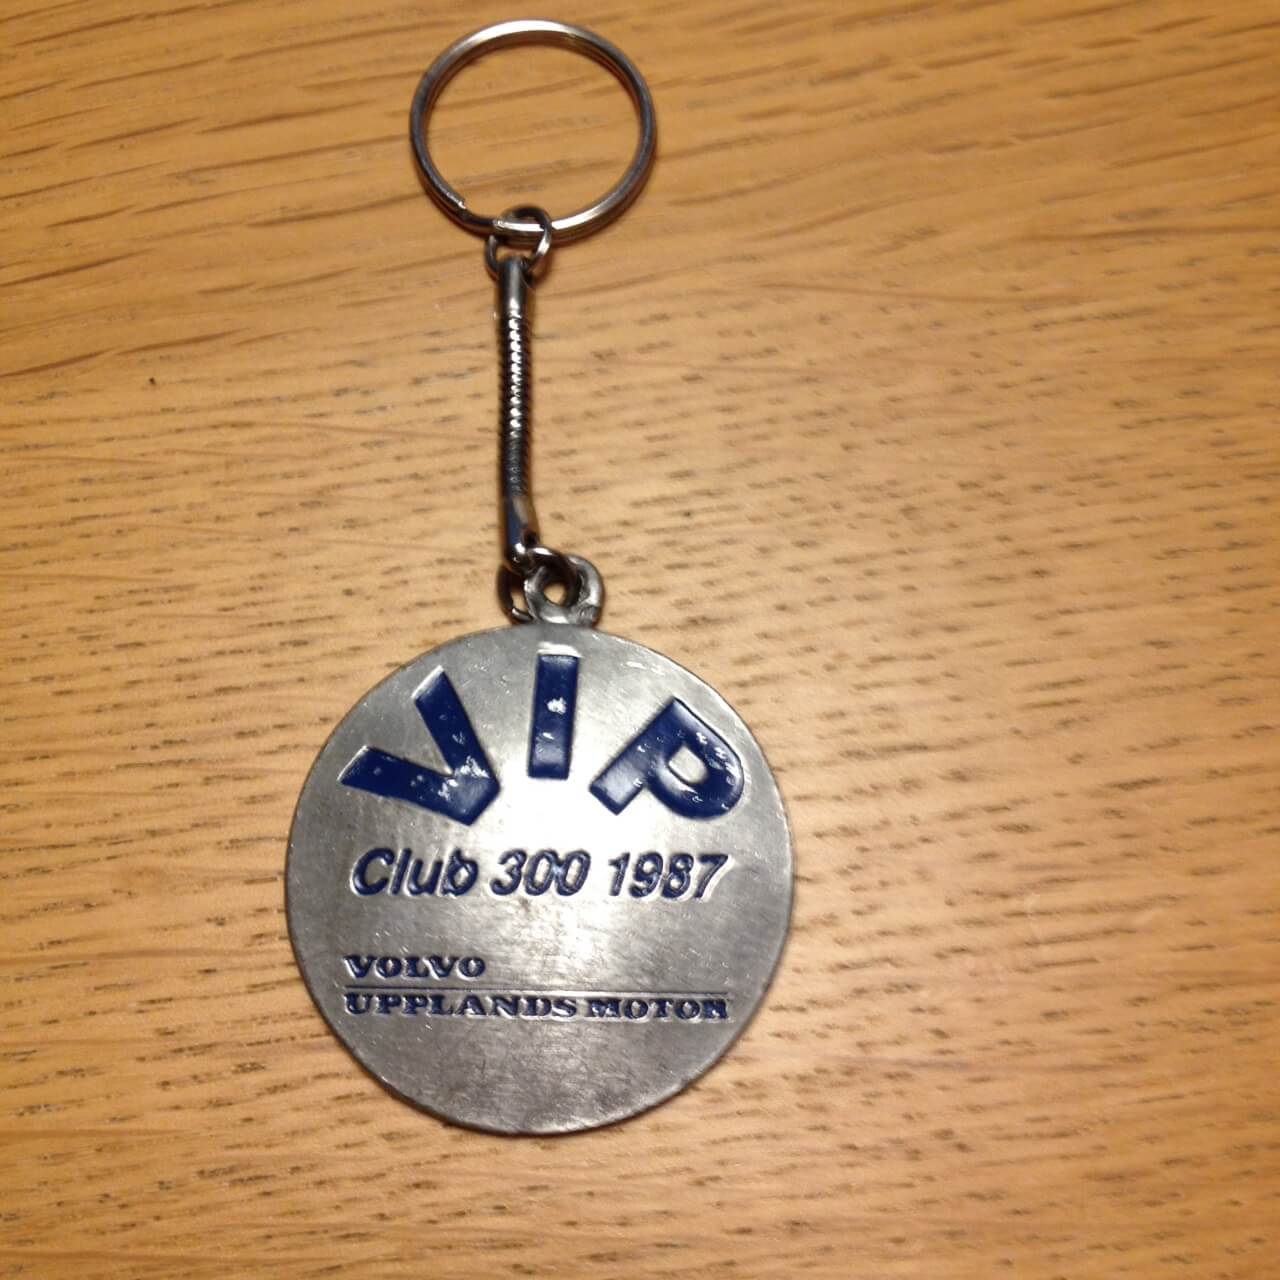 VIP
Club 300 1987
VOLVO
UPPLANDS MOTOR